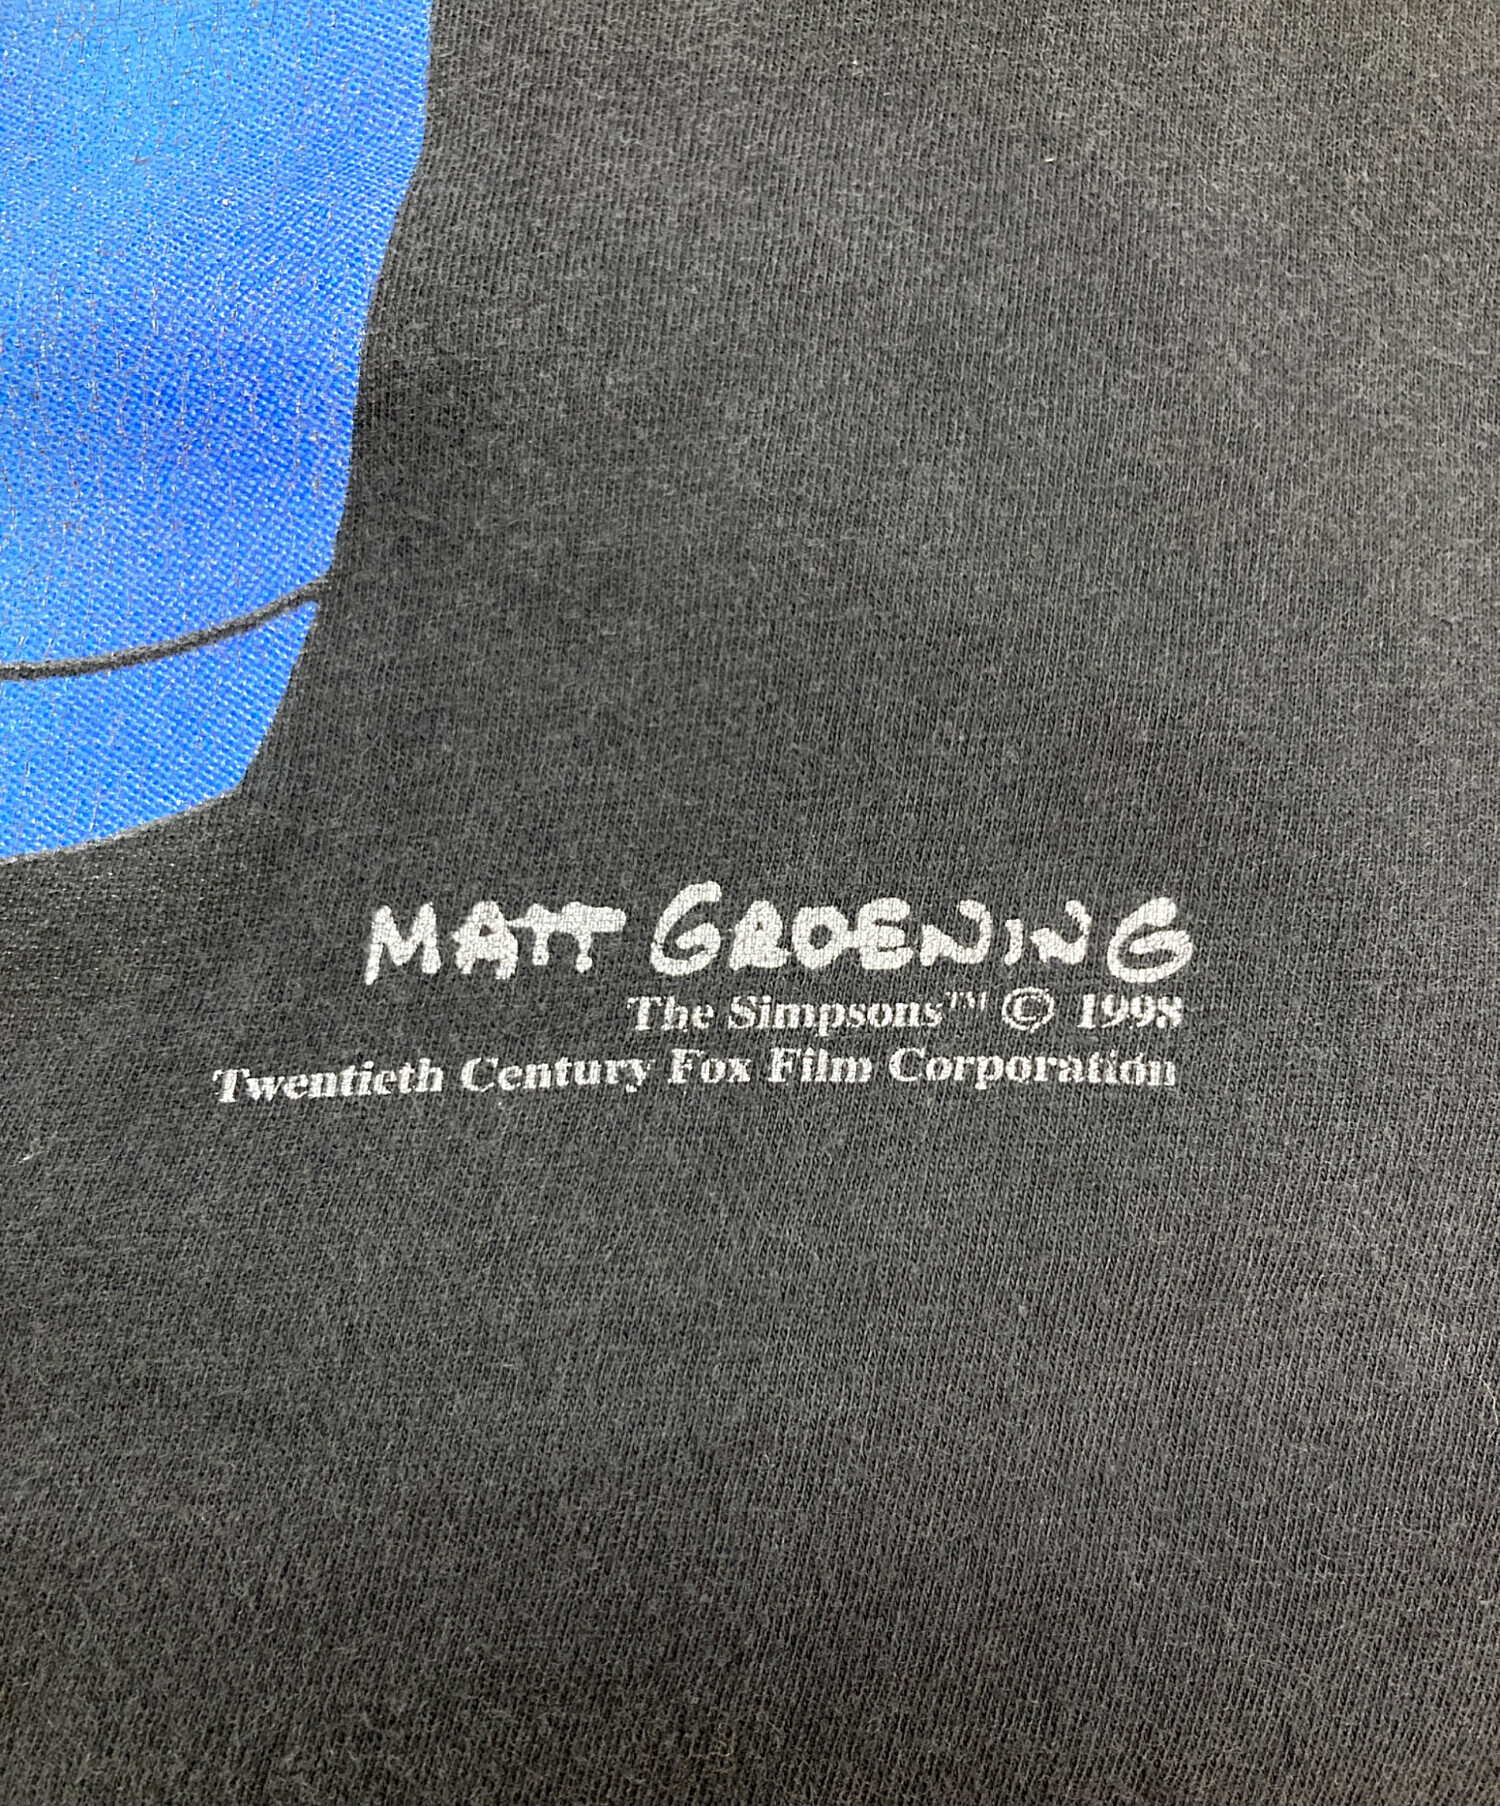 MATT GROENING
The Simpsons™ © 1998
Twentieth Century Fox Film Corporation